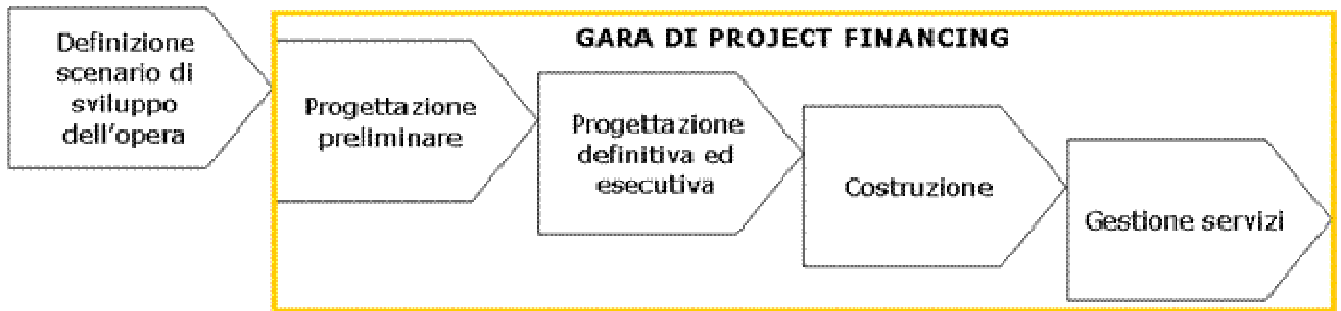 Definizione
scenario di
sviluppo
dell'opera
GARA DI PROJECT FINANCING
Progettazione
preliminare
Progettazione
definitiva ed
esecutiva
Costruzione
Gestione servizi